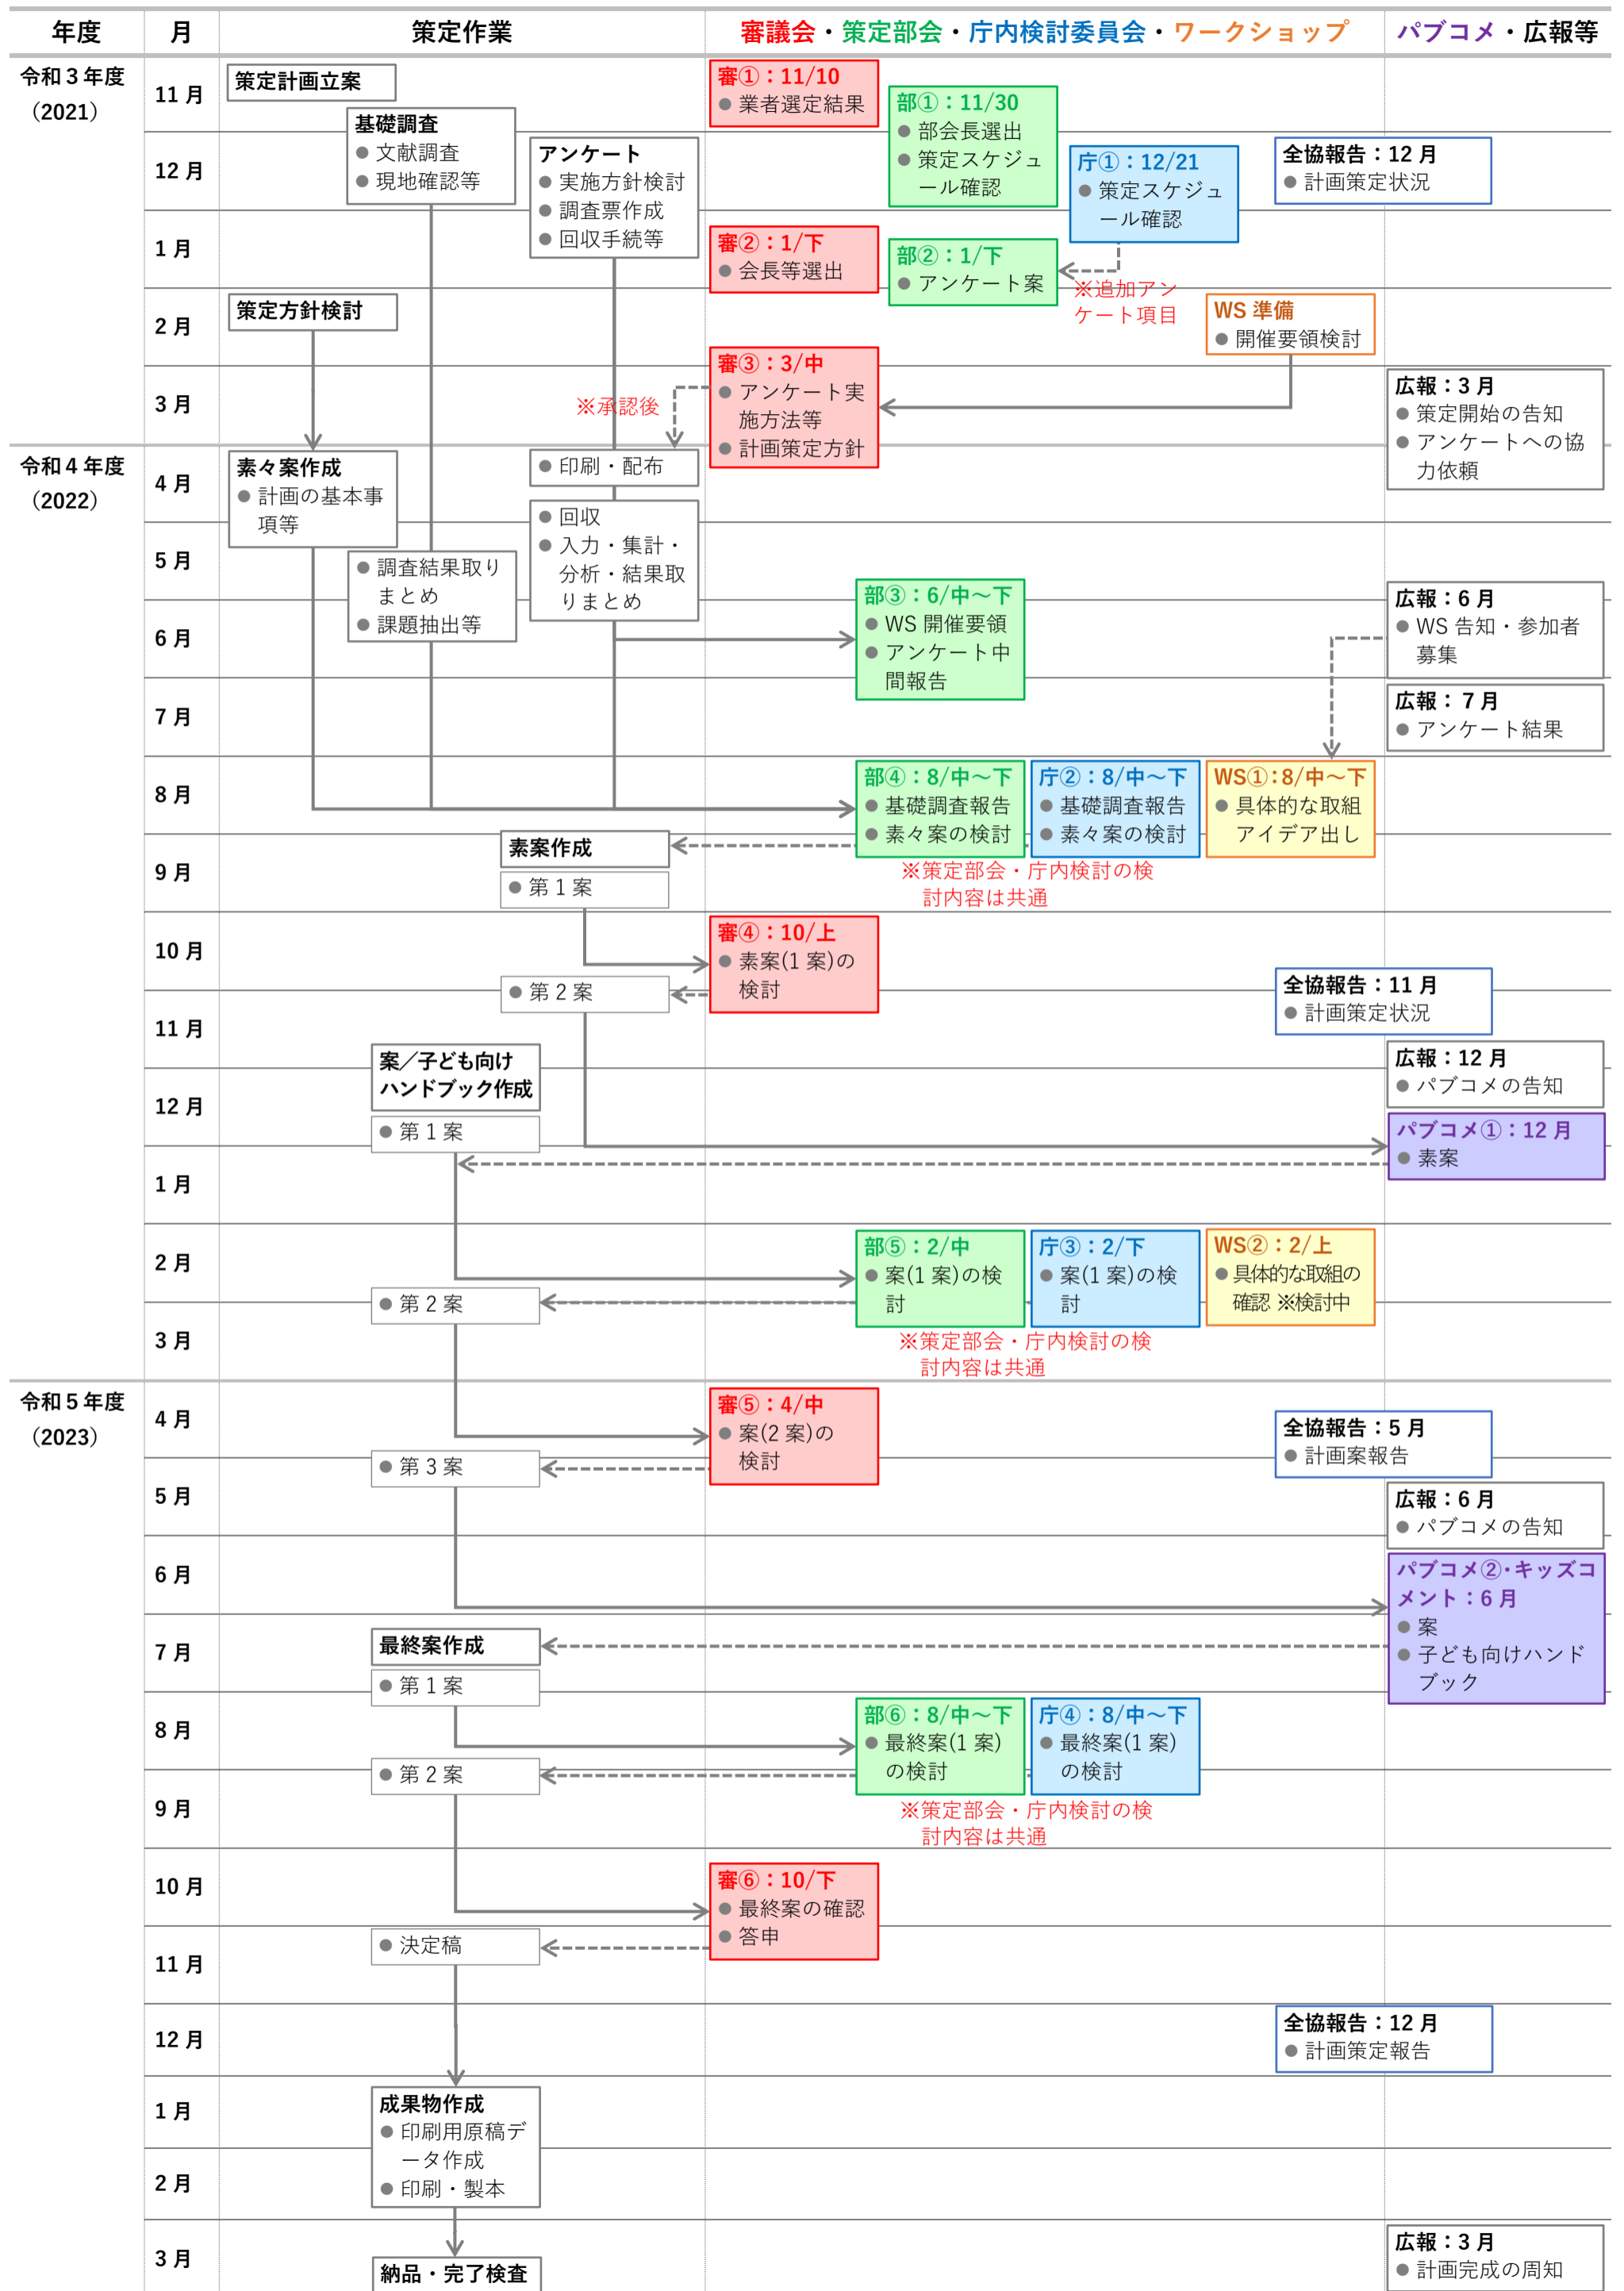 年度
月
策定作業
審議会・策定部会・庁内検討委員会・ワークショップ
パブコメ・広報等
令和３年度
（2021）
11 月
策定計画立案
審①：11/10
● 業者選定結果
基礎調査
● 文献調査
● 現地確認等
部①：11/30
● 部会長選出
● 策定スケジュ
ール確認
12 月
アンケート
● 実施方針検討
● 調査票作成
● 回収手続等
庁①：12/21
● 策定スケジュ
ール確認
全協報告：12 月
● 計画策定状況
1 月
審②：1/下
● 会長等選出
部②：1/下
● アンケート案
※追加アン
ケート項目
2 月
策定方針検討
WS 準備
● 開催要領検討
3 月
※承認後
審③：3/中
● アンケート実
施方法等
● 計画策定方針
広報：3 月
● 策定開始の告知
● アンケートへの協
力依頼
令和４年度
（2022）
4 月
素々案作成
● 計画の基本事
項等
● 印刷・配布
● 回収
● 入力・集計・
分析・結果取
りまとめ
5 月
● 調査結果取り
まとめ
● 課題抽出等
6 月
部③：6/中～下
● WS 開催要領
● アンケート中
間報告
広報：6 月
● WS 告知・参加者
募集
7 月
広報：７月
● アンケート結果
8 月
部④：8/中～下
● 基礎調査報告
● 素々案の検討
庁②：8/中～下
● 基礎調査報告
● 素々案の検討
WS①：8/中～下
● 具体的な取組
アイデア出し
9 月
素案作成
● 第 1 案
※策定部会・庁内検討の検
討内容は共通
10 月
審④：10/上
● 素案(1 案)の
検討
● 第 2 案
全協報告：11 月
● 計画策定状況
11 月
案／子ども向け
ハンドブック作成
広報：12 月
● パブコメの告知
12 月
● 第 1 案
パブコメ①：12 月
● 素案
1 月
2 月
部⑤：2/中
● 案(1 案)の検
討
庁③：2/下
● 案(1 案)の検
討
WS②：2/上
● 具体的な取組の
確認 ※検討中
● 第 2 案
3 月
※策定部会・庁内検討の検
討内容は共通
令和５年度
（2023）
4 月
審⑤：4/中
● 案(2 案)の
検討
全協報告：5 月
● 計画案報告
● 第 3 案
5 月
広報：6 月
● パブコメの告知
6 月
パブコメ②・キッズコ
メント：6 月
● 案
● 子ども向けハンド
ブック
7 月
最終案作成
● 第 1 案
8 月
部⑥：8/中～下
● 最終案(1 案)
の検討
庁④：8/中～下
● 最終案(1 案)
の検討
● 第 2 案
9 月
※策定部会・庁内検討の検
討内容は共通
10 月
審⑥：10/下
● 最終案の確認
● 答申
11 月
● 決定稿
12 月
全協報告：12 月
● 計画策定報告
1 月
成果物作成
● 印刷用原稿デ
ータ作成
● 印刷・製本
2 月
3 月
納品・完了検査
広報：3 月
● 計画完成の周知